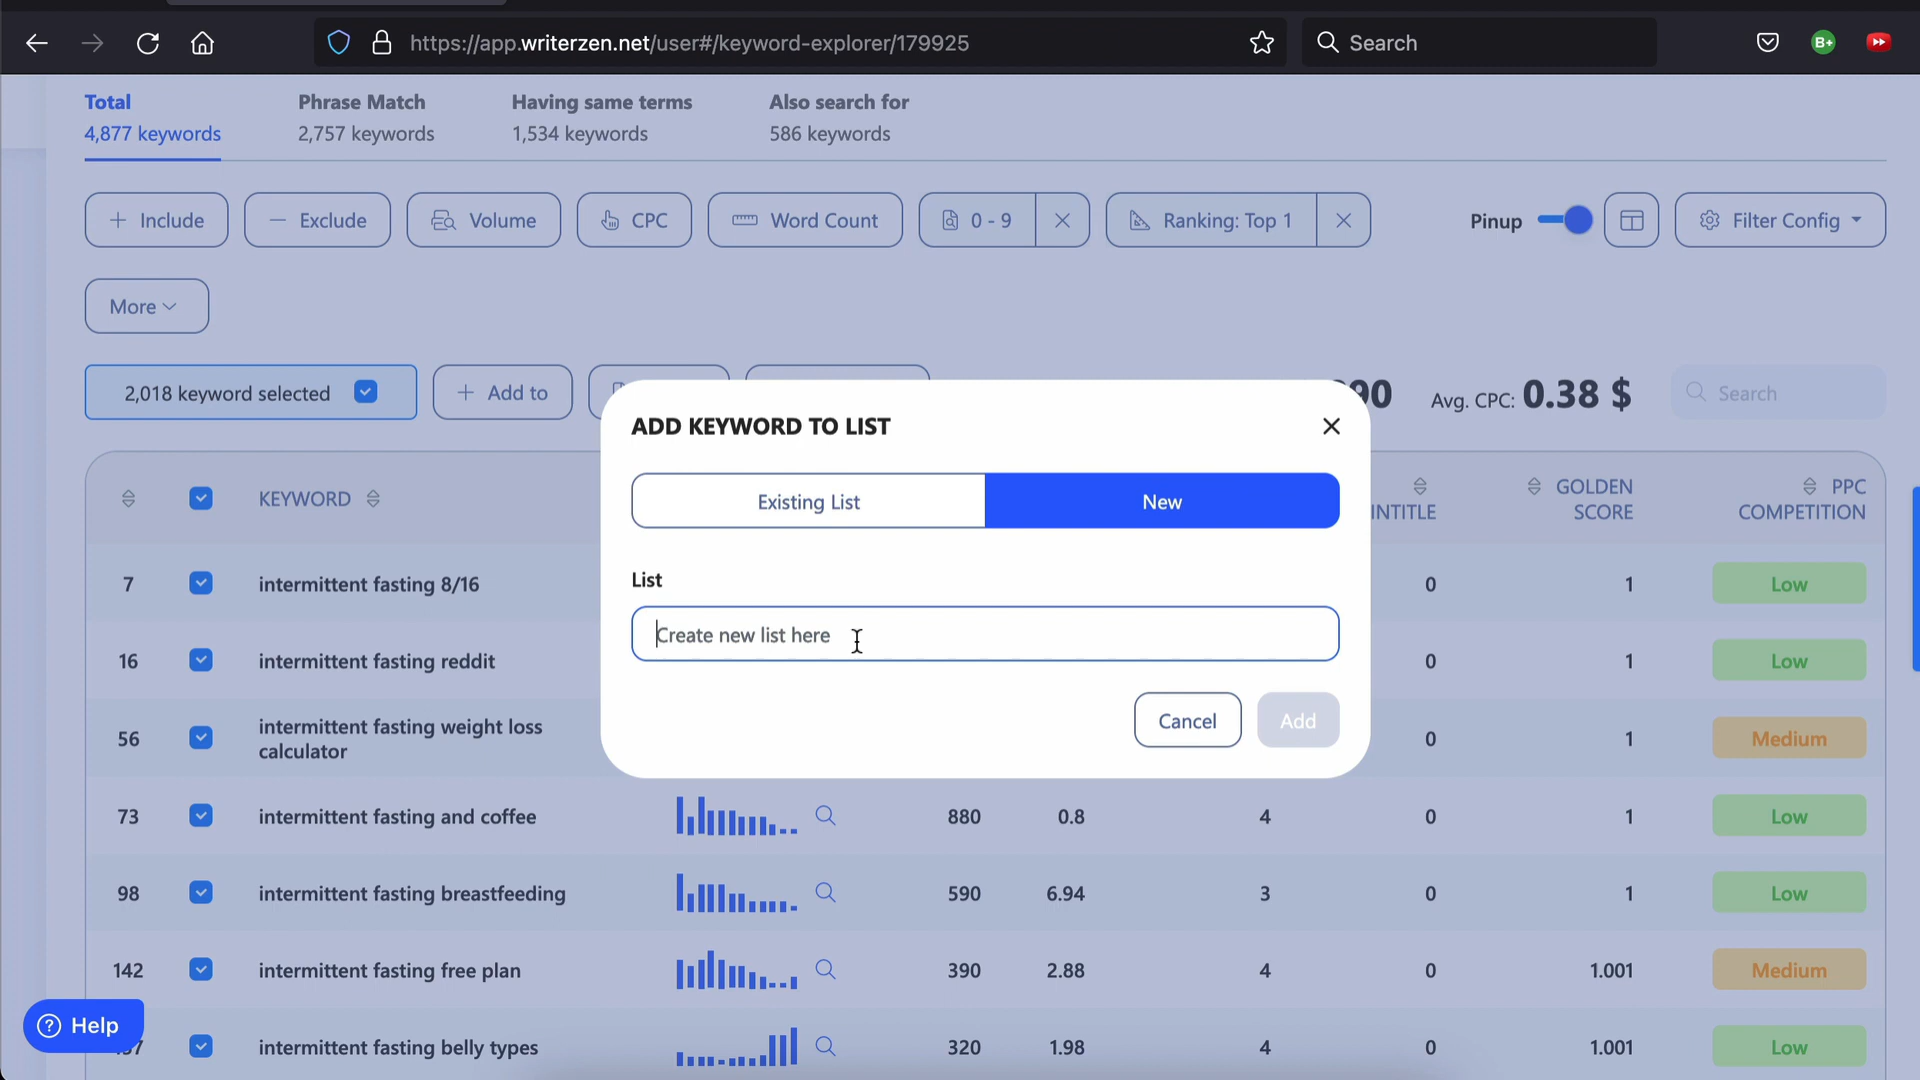 https://app.writerzen.net/user#/keyword-explorer/179925
Search
B+
Total
4,877 keywords
Phrase Match
2,757 keywords
Having same terms
1,534 keywords
Also search for
586 keywords
Include
Exclude
Volume
CPC
Word Count
0 - 9
Ranking: Top 1
Pinup
Filter Config
More
2,018 keyword selected
Add to
90
Avg. CPC: 0.38 $
Search
ADD KEYWORD TO LIST
Existing List
New
List
Create new list here
Cancel
Add
KEYWORD
INTITLE
GOLDEN
SCORE
PPC
COMPETITION
7 intermittent fasting 8/16 0 1 Low
16 intermittent fasting reddit 0 1 Low
56 intermittent fasting weight loss
calculator 0 1 Medium
73 intermittent fasting and coffee 880 0.8 4 0 1 Low
98 intermittent fasting breastfeeding 590 6.94 3 0 1 Low
142 intermittent fasting free plan 390 2.88 4 0 1.001 Medium
intermittent fasting belly types 320 1.98 4 0 1.001 Low
? Help